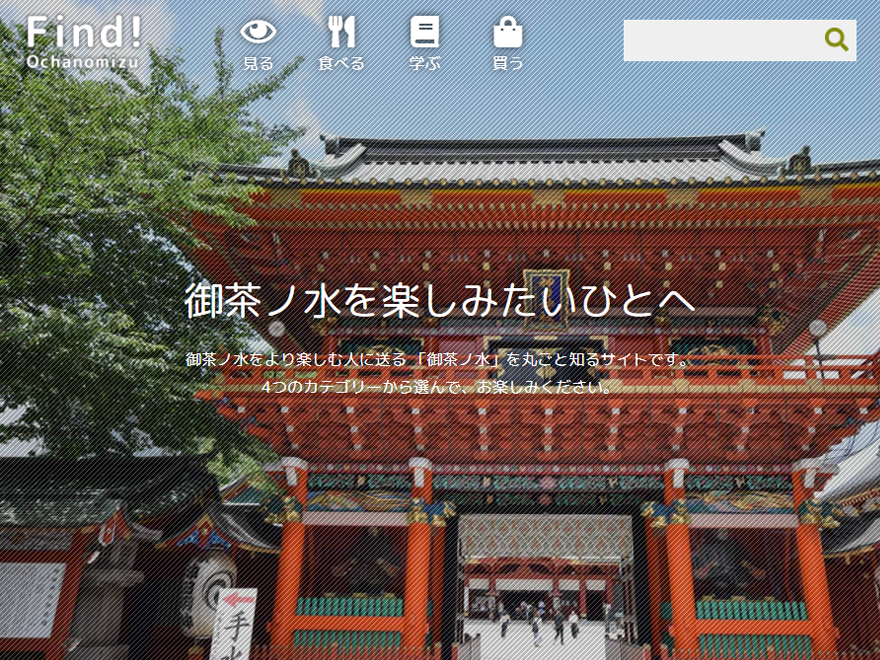 Find!
Ochanomizu
見る
食べる
学ぶ
買う
御茶ノ水を楽しみたいひとへ
御茶ノ水をより楽しむ人に送る「御茶ノ水」を丸ごと知るサイトです。
4つのカテゴリーから選んで、お楽しみください。
手水